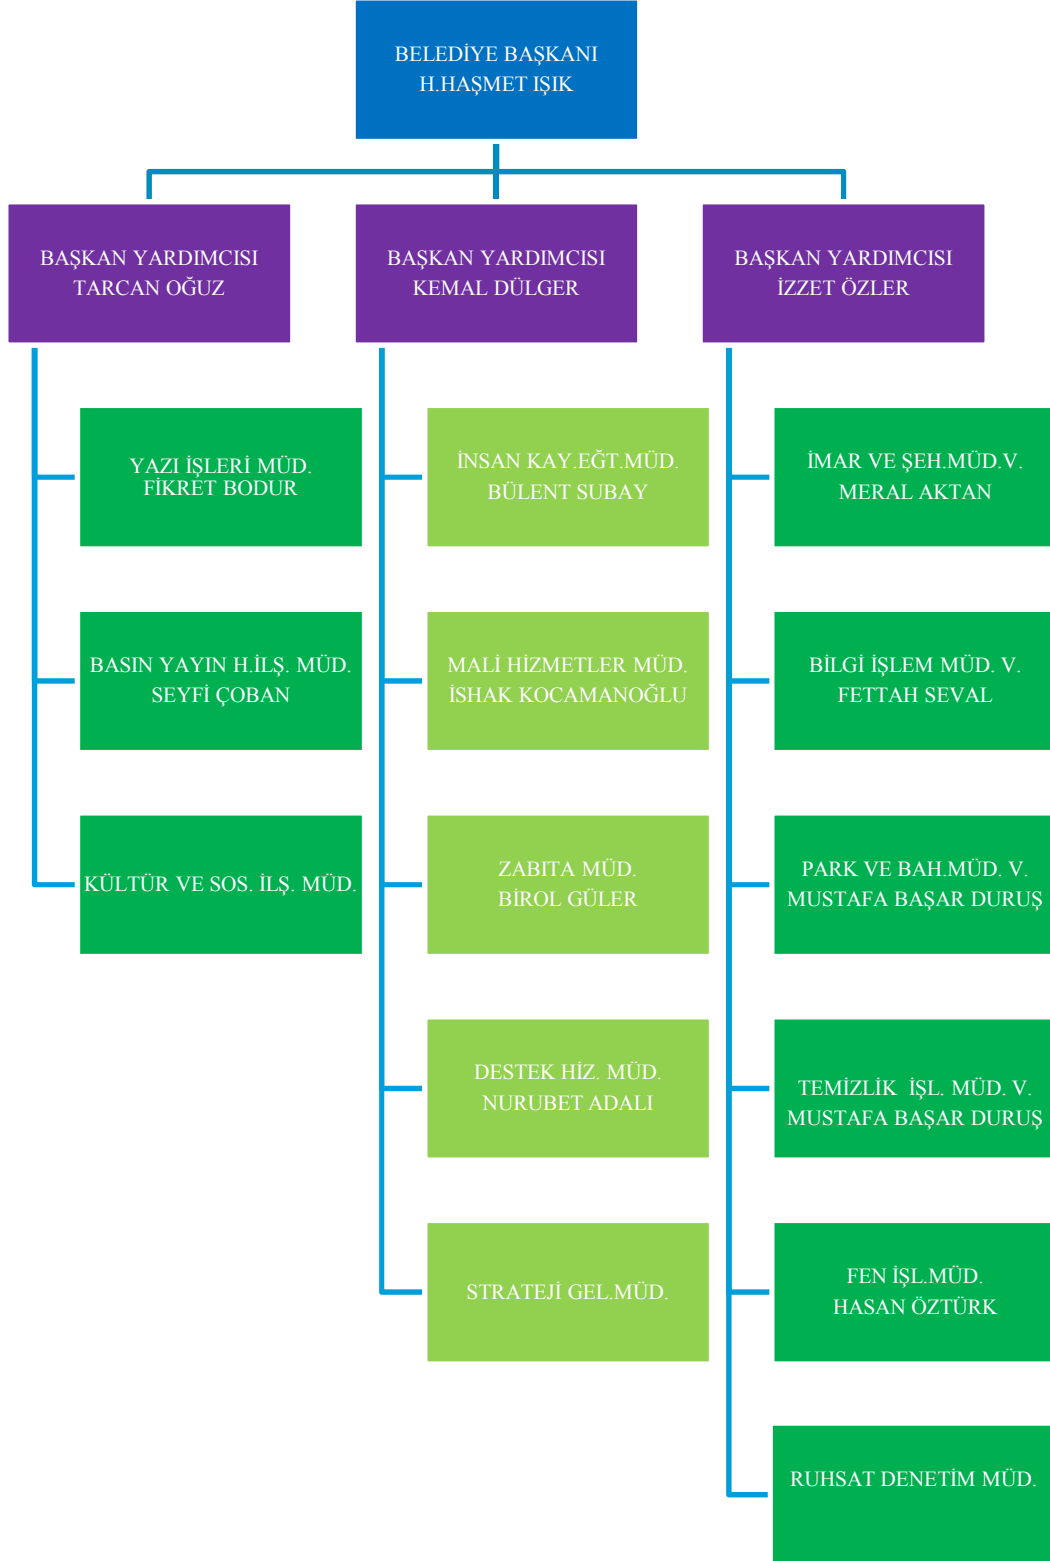 BELEDİYE BAŞKANI
H.HAŞMET IŞIK
BAŞKAN YARDIMCISI
TARCAN OĞUZ
BAŞKAN YARDIMCISI
KEMAL DÜLGER
BAŞKAN YARDIMCISI
İZZET ÖZLER
YAZI İŞLERİ MÜD.
FİKRET BODUR
BASIN YAYIN H.İLŞ. MÜD.
SEYFİ ÇOBAN
KÜLTÜR VE SOS. İLŞ. MÜD.
İNSAN KAY.EĞT.MÜD.
BÜLENT SUBAY
MALİ HİZMETLER MÜD.
İSHAK KOCAMANOĞLU
ZABITA MÜD.
BİROL GÜLER
DESTEK HİZ. MÜD.
NURUBET ADALI
STRATEJİ GEL.MÜD.
İMAR VE ŞEH.MÜD.V.
MERAL AKTAN
BİLGİ İŞLEM MÜD. V.
FETTAH SEVAL
PARK VE BAH.MÜD. V.
MUSTAFA BAŞAR DURUŞ
TEMİZLİK  İŞL. MÜD. V.
MUSTAFA BAŞAR DURUŞ
FEN İŞL.MÜD.
HASAN ÖZTÜRK
RUHSAT DENETİM MÜD.